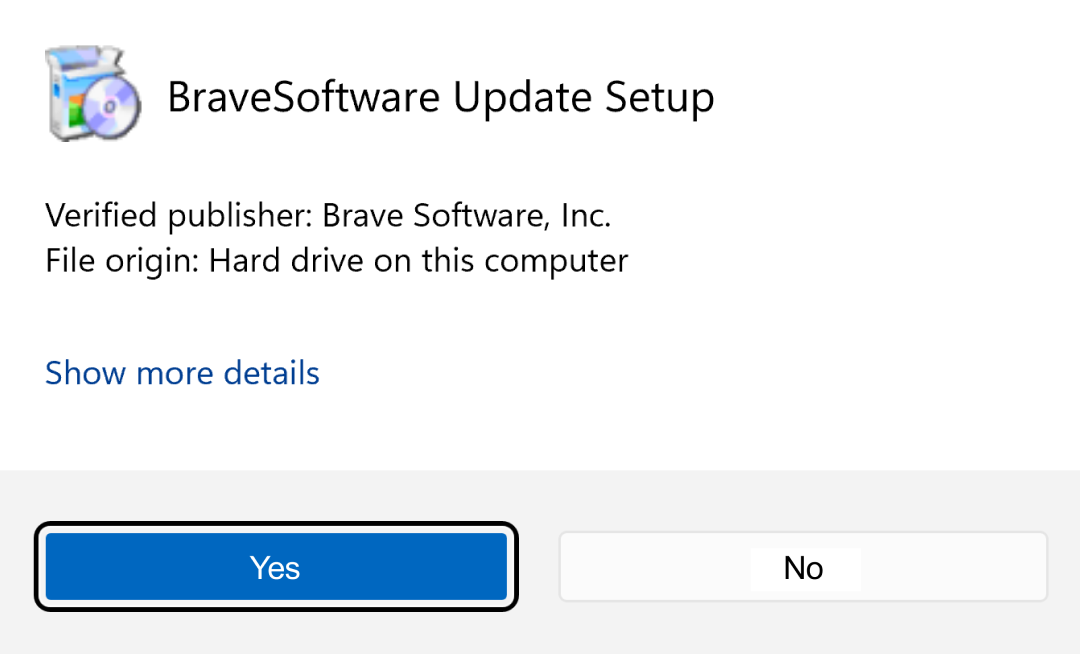 BraveSoftware Update Setup
Verified publisher: Brave Software, Inc.
File origin: Hard drive on this computer
Show more details
Yes
No